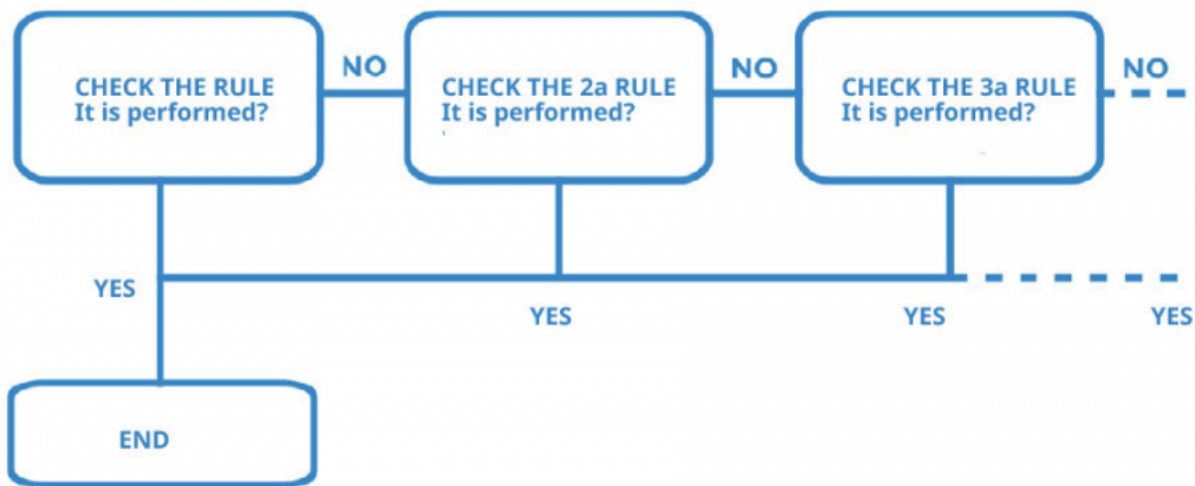 CHECK THE RULE
It is performed?
NO
CHECK THE 2a RULE
It is performed?
NO
CHECK THE 3a RULE
It is performed?
NO
YES
YES
YES
YES
END